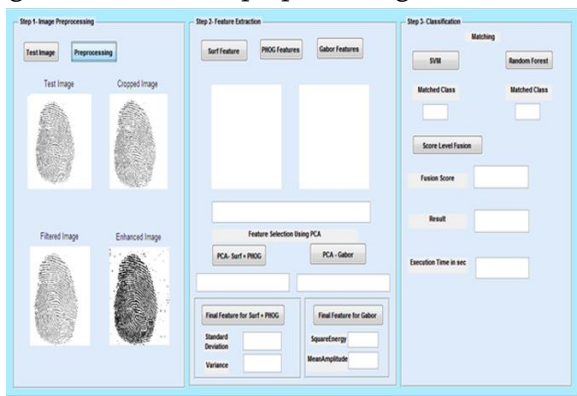 Step 1- Image Preprocessing
Test Image
Preprocessing
Test Image
Cropped Image
Filtered Image
Enhanced Image
Step 2- Feature Extraction
Surf Feature
PHOG Features
Gabor Features
Feature Selection Using PCA
PCA- Surf + PHOG
PCA - Gabor
Final Feature for Surf + PHOG
Standard
Deviation
Variance
Final Feature for Gabor
SquareEnergy
MeanAmplitude
Step 3- Classification
Matching
SVM
Random Forest
Matched Class
Matched Class
Score Level Fusion
Fusion Score
Result
Execution Time in sec